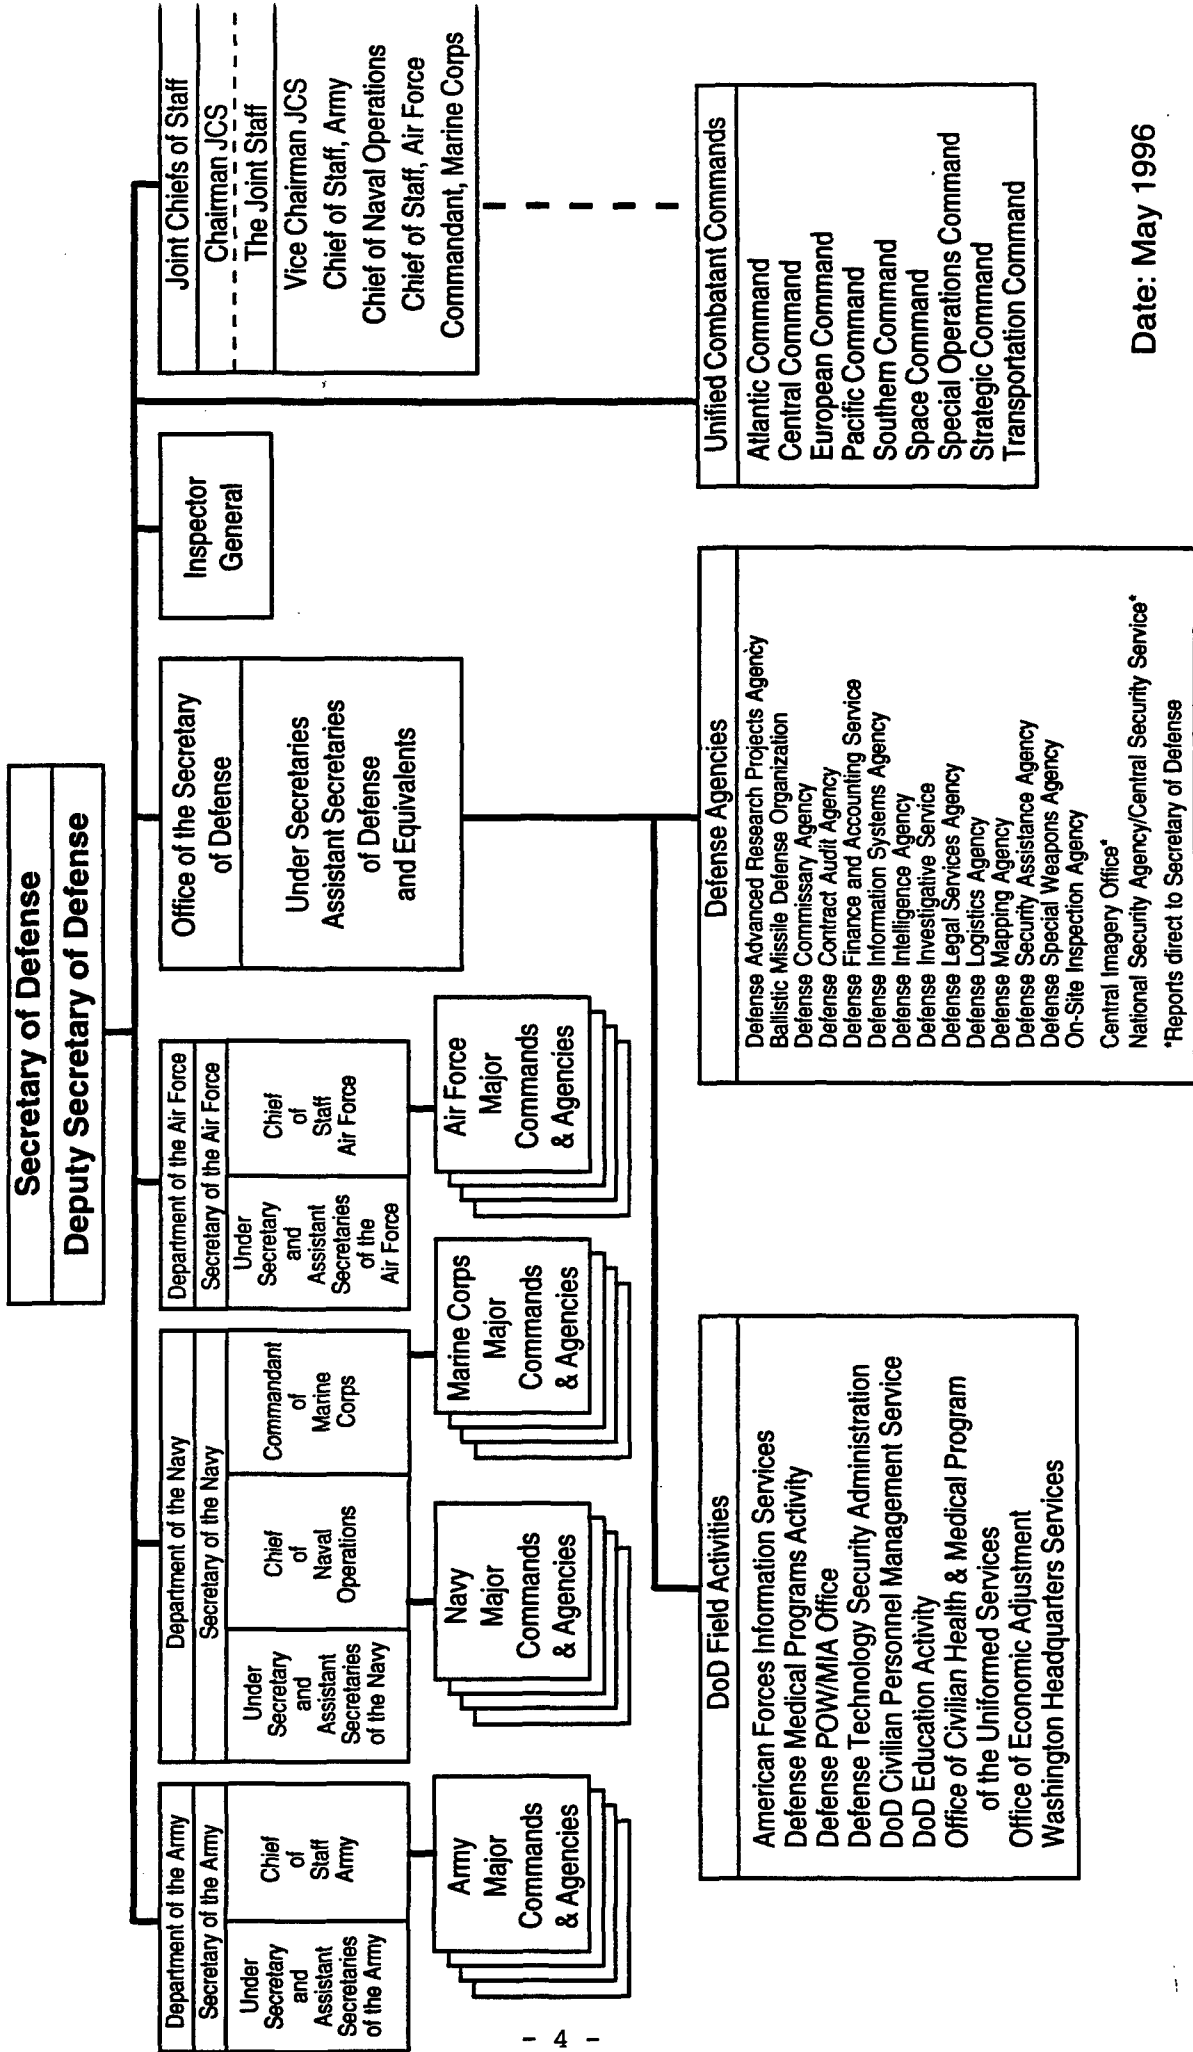 Secretary of Defense
Deputy Secretary of Defense
Department of the Army
Secretary of the Army
Under
Secretary
and
Assistant
Secretaries
of the Army
Chief
of
Staff
Army
Army
Major
Commands
& Agencies
Department of the Navy
Secretary of the Navy
Under
Secretary
and
Assistant
Secretaries
of the Navy
Chief
of
Naval
Operations
Commandant
of
Marine
Corps
Navy
Major
Commands
& Agencies
Marine Corps
Major
Commands
& Agencies
Department of the Air Force
Secretary of the Air Force
Under
Secretary
and
Assistant
Secretaries
of the
Air Force
Chief
of
Staff
Air Force
Air Force
Major
Commands
& Agencies
Office of the Secretary
of Defense
Under Secretaries
Assistant Secretaries
of Defense
and Equivalents
Inspector
General
Joint Chiefs of Staff
Chairman JCS
The Joint Staff
Vice Chairman JCS
Chief of Staff, Army
Chief of Naval Operations
Chief of Staff, Air Force
Commandant, Marine Corps
DoD Field Activities
American Forces Information Services
Defense Medical Programs Activity
Defense POW/MIA Office
Defense Technology Security Administration
DoD Civilian Personnel Management Service
DoD Education Activity
Office of Civilian Health & Medical Program
of the Uniformed Services
Office of Economic Adjustment
Washington Headquarters Services
Defense Agencies
Defense Advanced Research Projects Agency
Ballistic Missile Defense Organization
Defense Commissary Agency
Defense Contract Audit Agency
Defense Finance and Accounting Service
Defense Information Systems Agency
Defense Intelligence Agency
Defense Investigative Service
Defense Legal Services Agency
Defense Logistics Agency
Defense Mapping Agency
Defense Security Assistance Agency
Defense Special Weapons Agency
On-Site Inspection Agency
Central Imagery Office*
National Security Agency/Central Security Service*
*Reports direct to Secretary of Defense
Unified Combatant Commands
Atlantic Command
Central Command
European Command
Pacific Command
Southern Command
Space Command
Special Operations Command
Strategic Command
Transportation Command
Date: May 1996
- 4 -